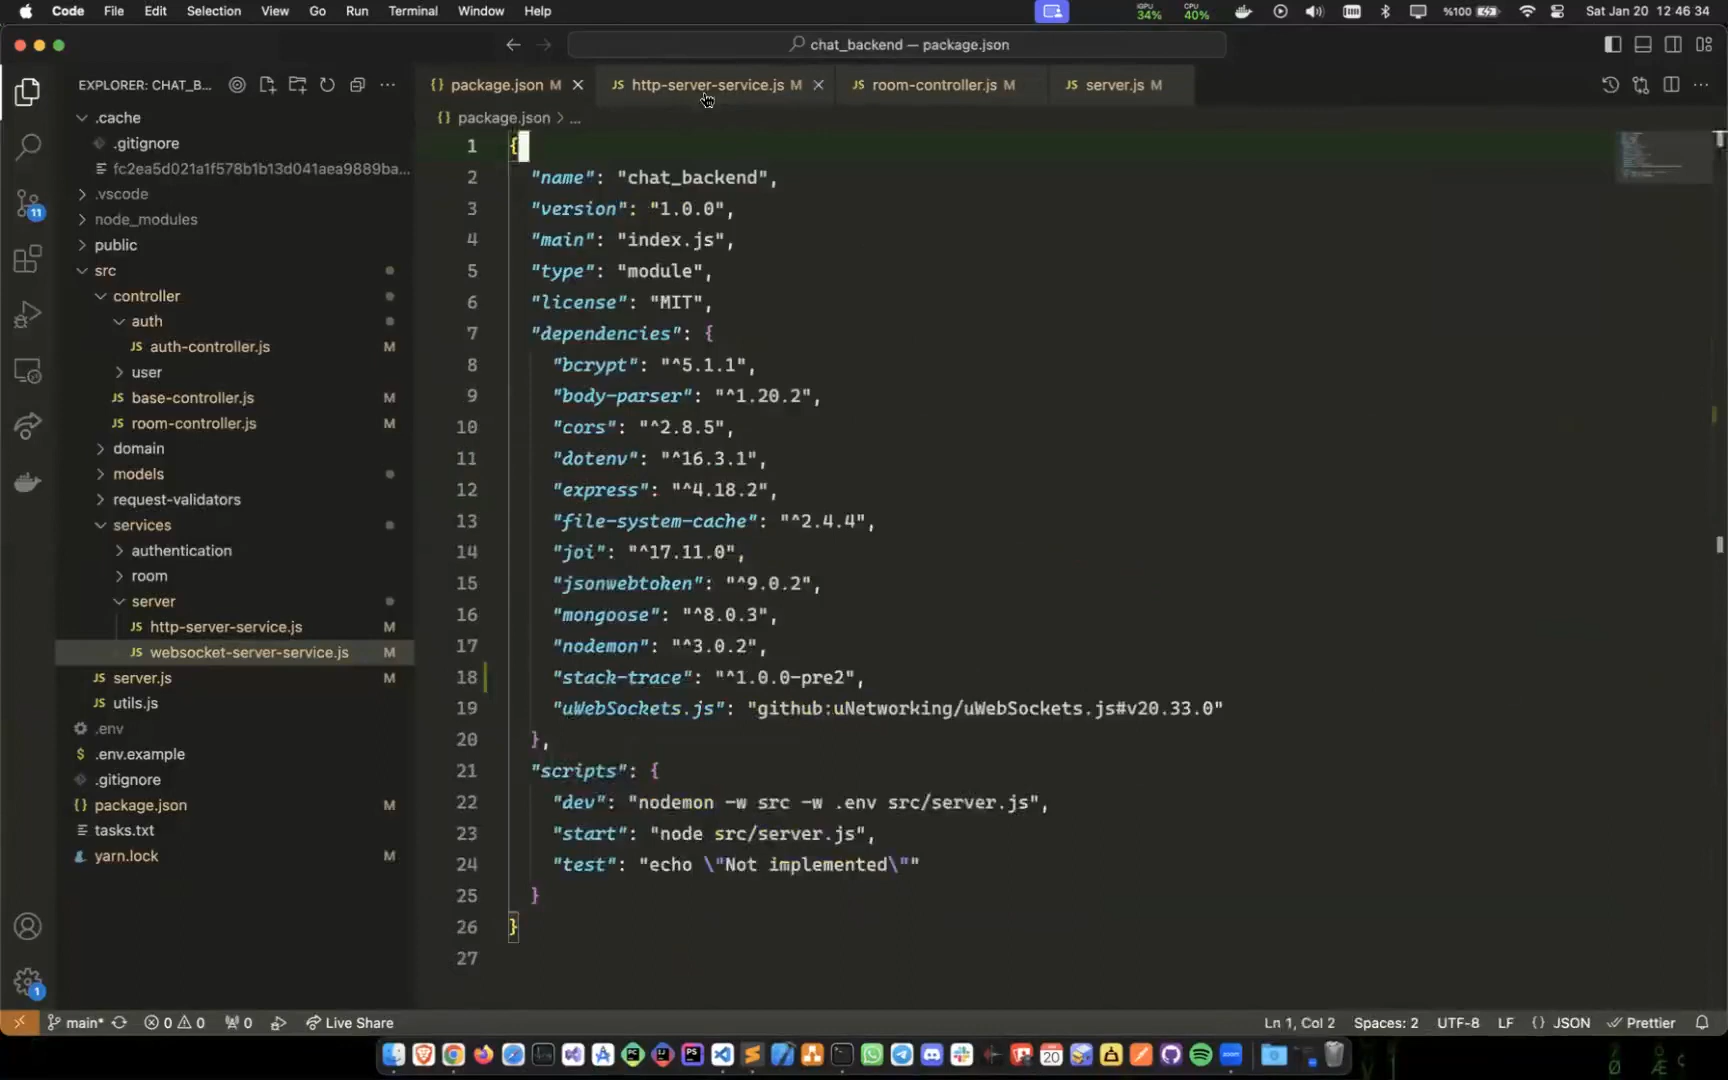 Code File Edit Selection View Go Run Terminal Window Help
IGPU 34% CPU 40% %100 Sat Jan 20 12 46 34
chat_backend — package.json
EXPLORER: CHAT_B...
package.json M
http-server-service.js M
room-controller.js M
server.js M
package.json > ...
.cache
.gitignore
fc2ea5d021a1f578b1b13d041aea9889ba...
.vscode
node_modules
public
src
controller
auth
auth-controller.js M
user
base-controller.js M
room-controller.js M
domain
models
request-validators
services
authentication
room
server
http-server-service.js M
websocket-server-service.js M
server.js M
utils.js
.env
$ .env.example
.gitignore
package.json M
tasks.txt
yarn.lock M
11
1
1 {
2 "name": "chat_backend",
3 "version": "1.0.0",
4 "main": "index.js",
5 "type": "module",
6 "license": "MIT",
7 "dependencies": {
8 "bcrypt": "^5.1.1",
9 "body-parser": "^1.20.2",
10 "cors": "^2.8.5",
11 "dotenv": "^16.3.1",
12 "express": "^4.18.2",
13 "file-system-cache": "^2.4.4",
14 "joi": "^17.11.0",
15 "jsonwebtoken": "^9.0.2",
16 "mongoose": "^8.0.3",
17 "nodemon": "^3.0.2",
18 "stack-trace": "^1.0.0-pre2",
19 "uWebSockets.js": "github:uNetworking/uWebSockets.js#v20.33.0"
20 },
21 "scripts": {
22 "dev": "nodemon -w src -w .env src/server.js",
23 "start": "node src/server.js",
24 "test": "echo \"Not implemented\""
25 }
26 }
27
main* 0 0 0 Live Share Ln 1, Col 2 Spaces: 2 UTF-8 LF {} JSON Prettier
20